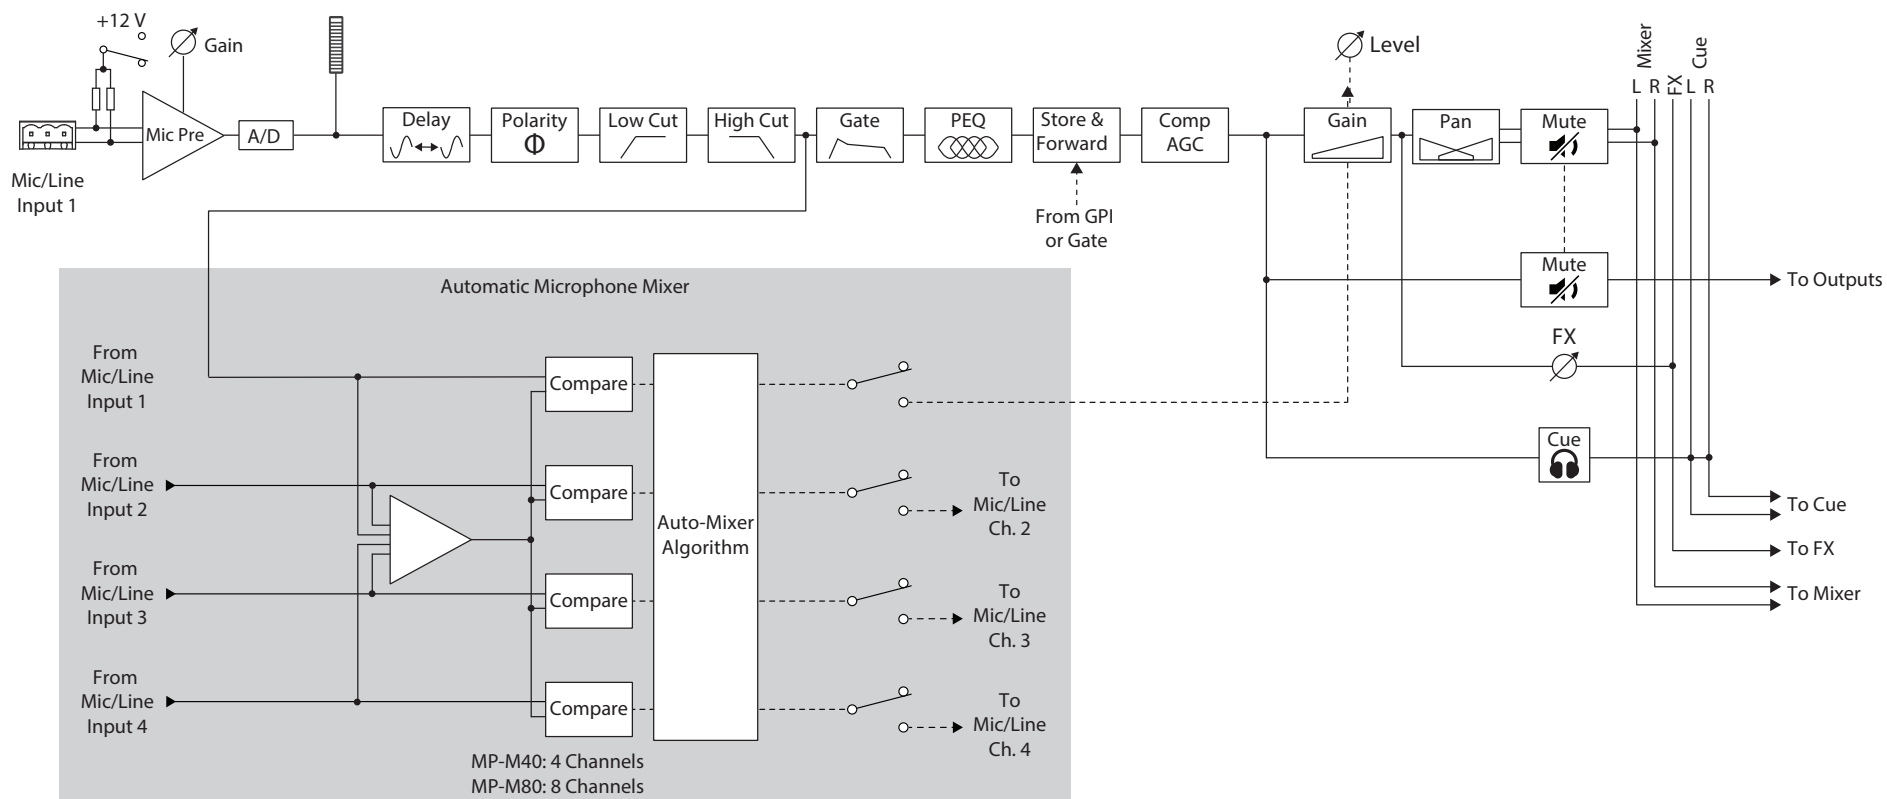 +12 V
Gain
Mic Pre
A/D
Mic/Line
Input 1
Delay
Polarity
Φ
Low Cut
High Cut
Gate
PEQ
Store &
Forward
From GPI
or Gate
Comp
AGC
Level
Gain
Pan
Mute
Mixer
FX
Cue
L R L R
Mute
To Outputs
FX
Cue
To Cue
To FX
To Mixer
Automatic Microphone Mixer
From
Mic/Line
Input 1
Compare
From
Mic/Line
Input 2
Compare
To
Mic/Line
Ch. 2
Auto-Mixer
Algorithm
From
Mic/Line
Input 3
Compare
To
Mic/Line
Ch. 3
From
Mic/Line
Input 4
Compare
To
Mic/Line
Ch. 4
MP-M40: 4 Channels
MP-M80: 8 Channels